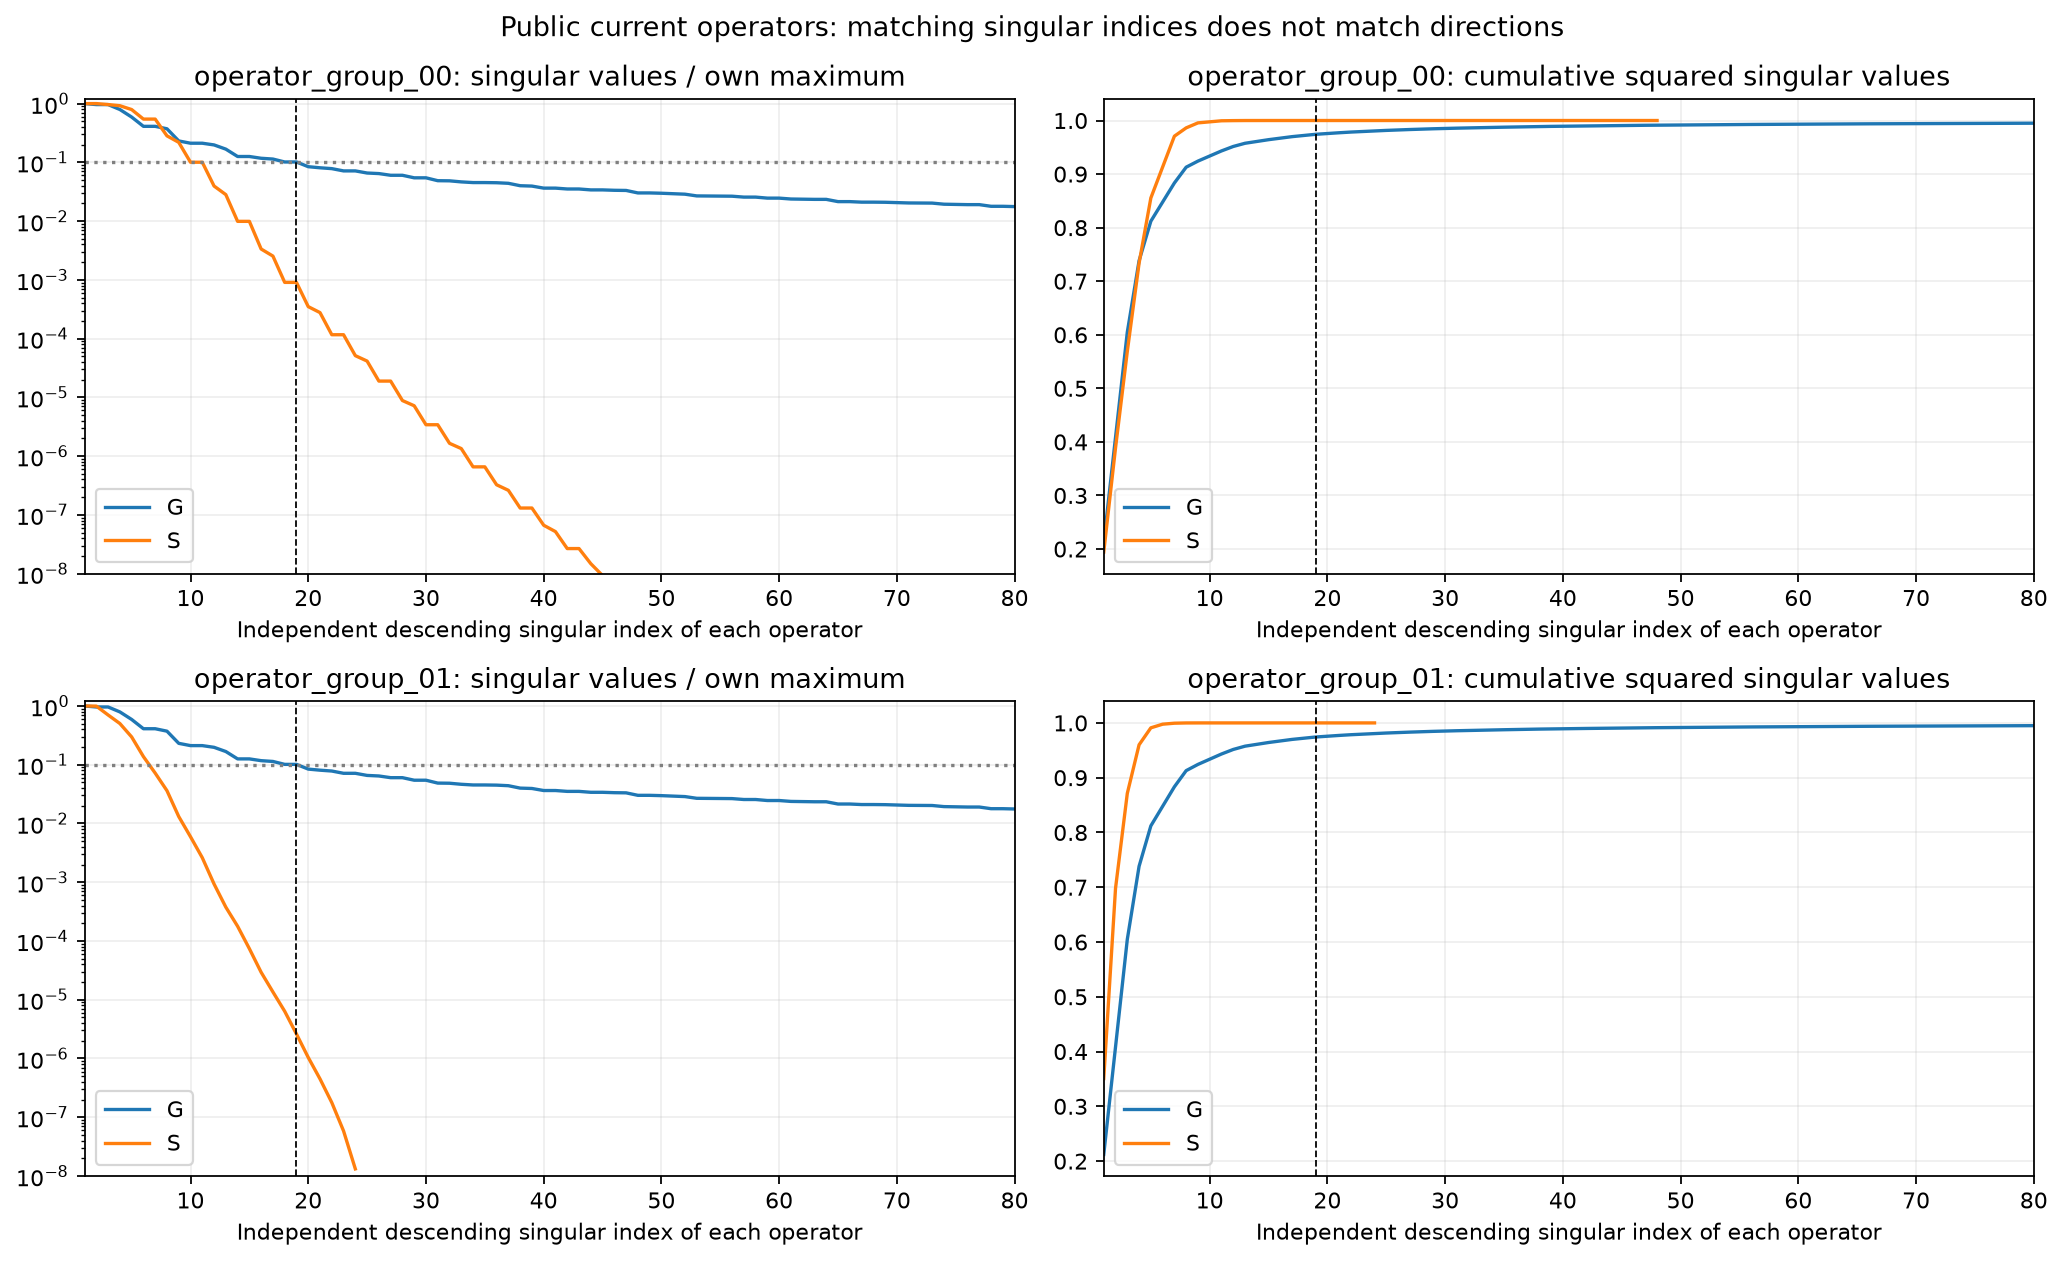 Public current operators: matching singular indices does not match directions
operator_group_00: singular values / own maximum
10⁰
10⁻¹
10⁻²
10⁻³
10⁻⁴
10⁻⁵
10⁻⁶
10⁻⁷
10⁻⁸
G
S
10 20 30 40 50 60 70 80
Independent descending singular index of each operator
operator_group_00: cumulative squared singular values
1.0
0.9
0.8
0.7
0.6
0.5
0.4
0.3
0.2
G
S
10 20 30 40 50 60 70 80
Independent descending singular index of each operator
operator_group_01: singular values / own maximum
10⁰
10⁻¹
10⁻²
10⁻³
10⁻⁴
10⁻⁵
10⁻⁶
10⁻⁷
10⁻⁸
G
S
10 20 30 40 50 60 70 80
Independent descending singular index of each operator
operator_group_01: cumulative squared singular values
1.0
0.9
0.8
0.7
0.6
0.5
0.4
0.3
0.2
G
S
10 20 30 40 50 60 70 80
Independent descending singular index of each operator